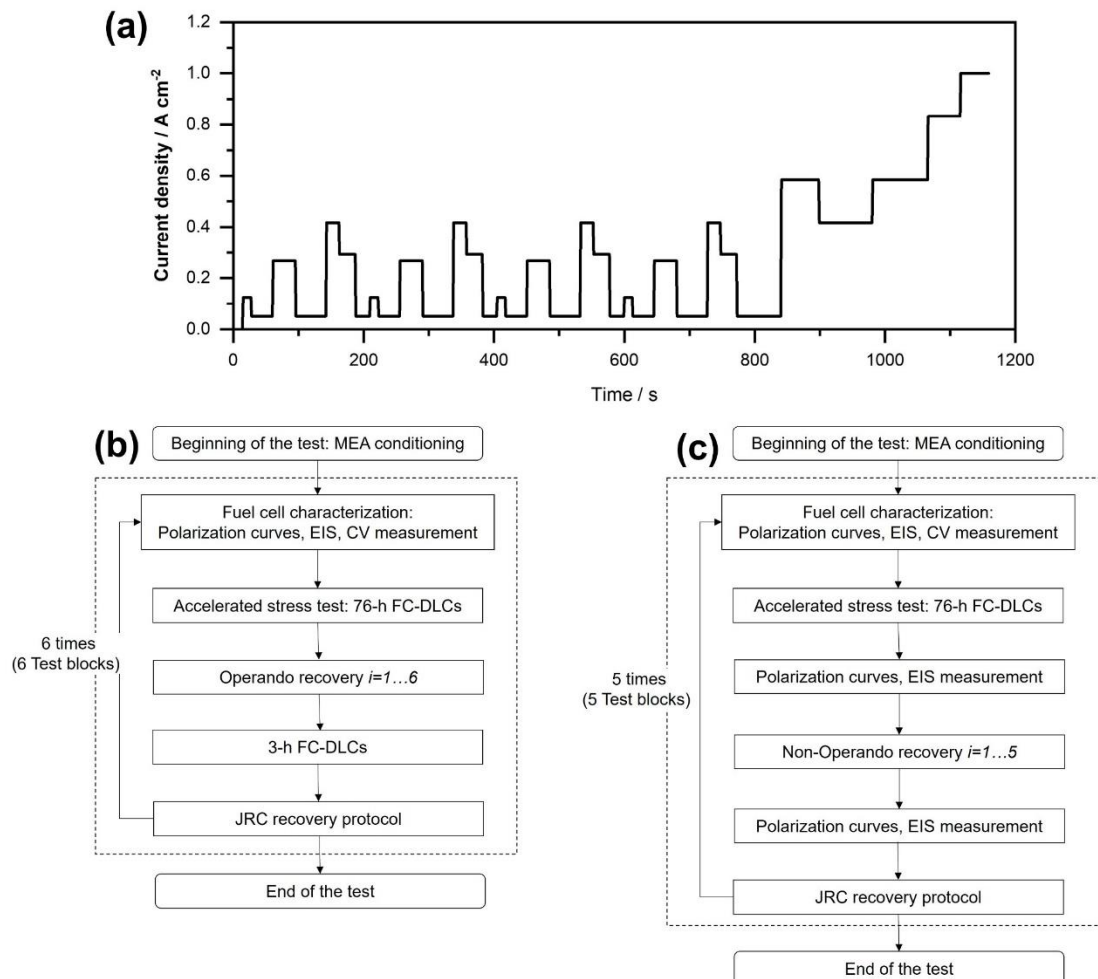 (a)
Current density / A cm⁻²
1.2
1.0
0.8
0.6
0.4
0.2
0.0
0 200 400 600 800 1000 1200
Time / s
(b)
Beginning of the test: MEA conditioning
Fuel cell characterization:
Polarization curves, EIS, CV measurement
Accelerated stress test: 76-h FC-DLCs
6 times
(6 Test blocks)
Operando recovery i=1...6
3-h FC-DLCs
JRC recovery protocol
End of the test
(c)
Beginning of the test: MEA conditioning
Fuel cell characterization:
Polarization curves, EIS, CV measurement
Accelerated stress test: 76-h FC-DLCs
5 times
(5 Test blocks)
Polarization curves, EIS measurement
Non-Operando recovery i=1...5
Polarization curves, EIS measurement
JRC recovery protocol
End of the test